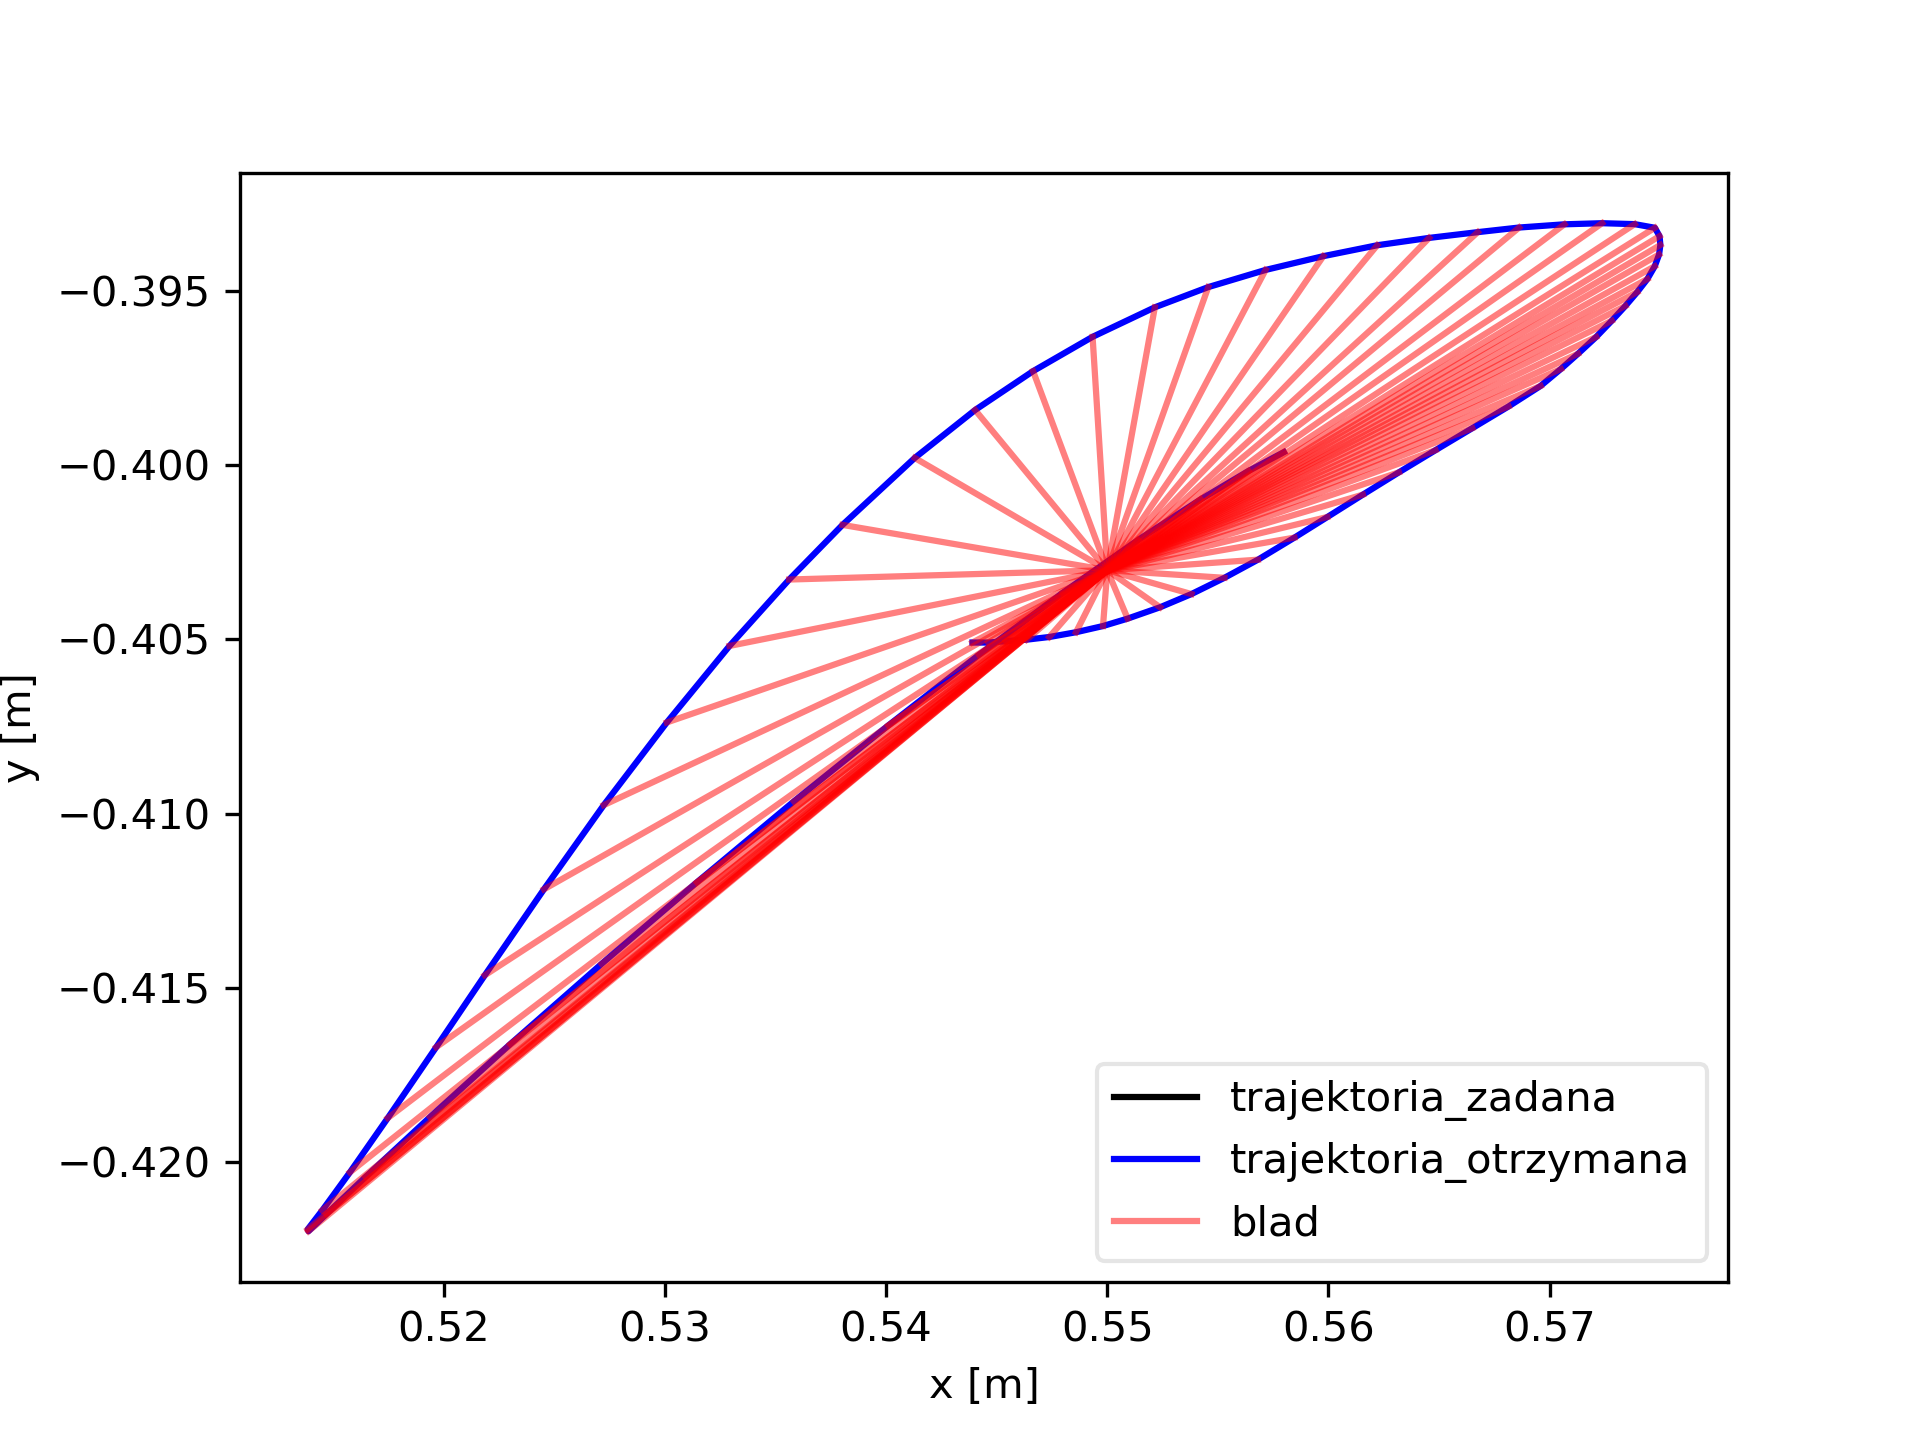 y [m]
−0.395
−0.400
−0.405
−0.410
−0.415
−0.420
trajektoria_zadana
trajektoria_otrzymana
blad
0.52 0.53 0.54 0.55 0.56 0.57
x [m]